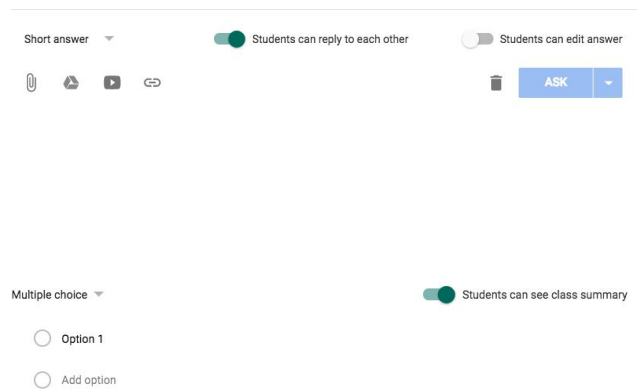 Short answer Students can reply to each other Students can edit answer
ASK
Multiple choice Students can see class summary
Option 1
Add option